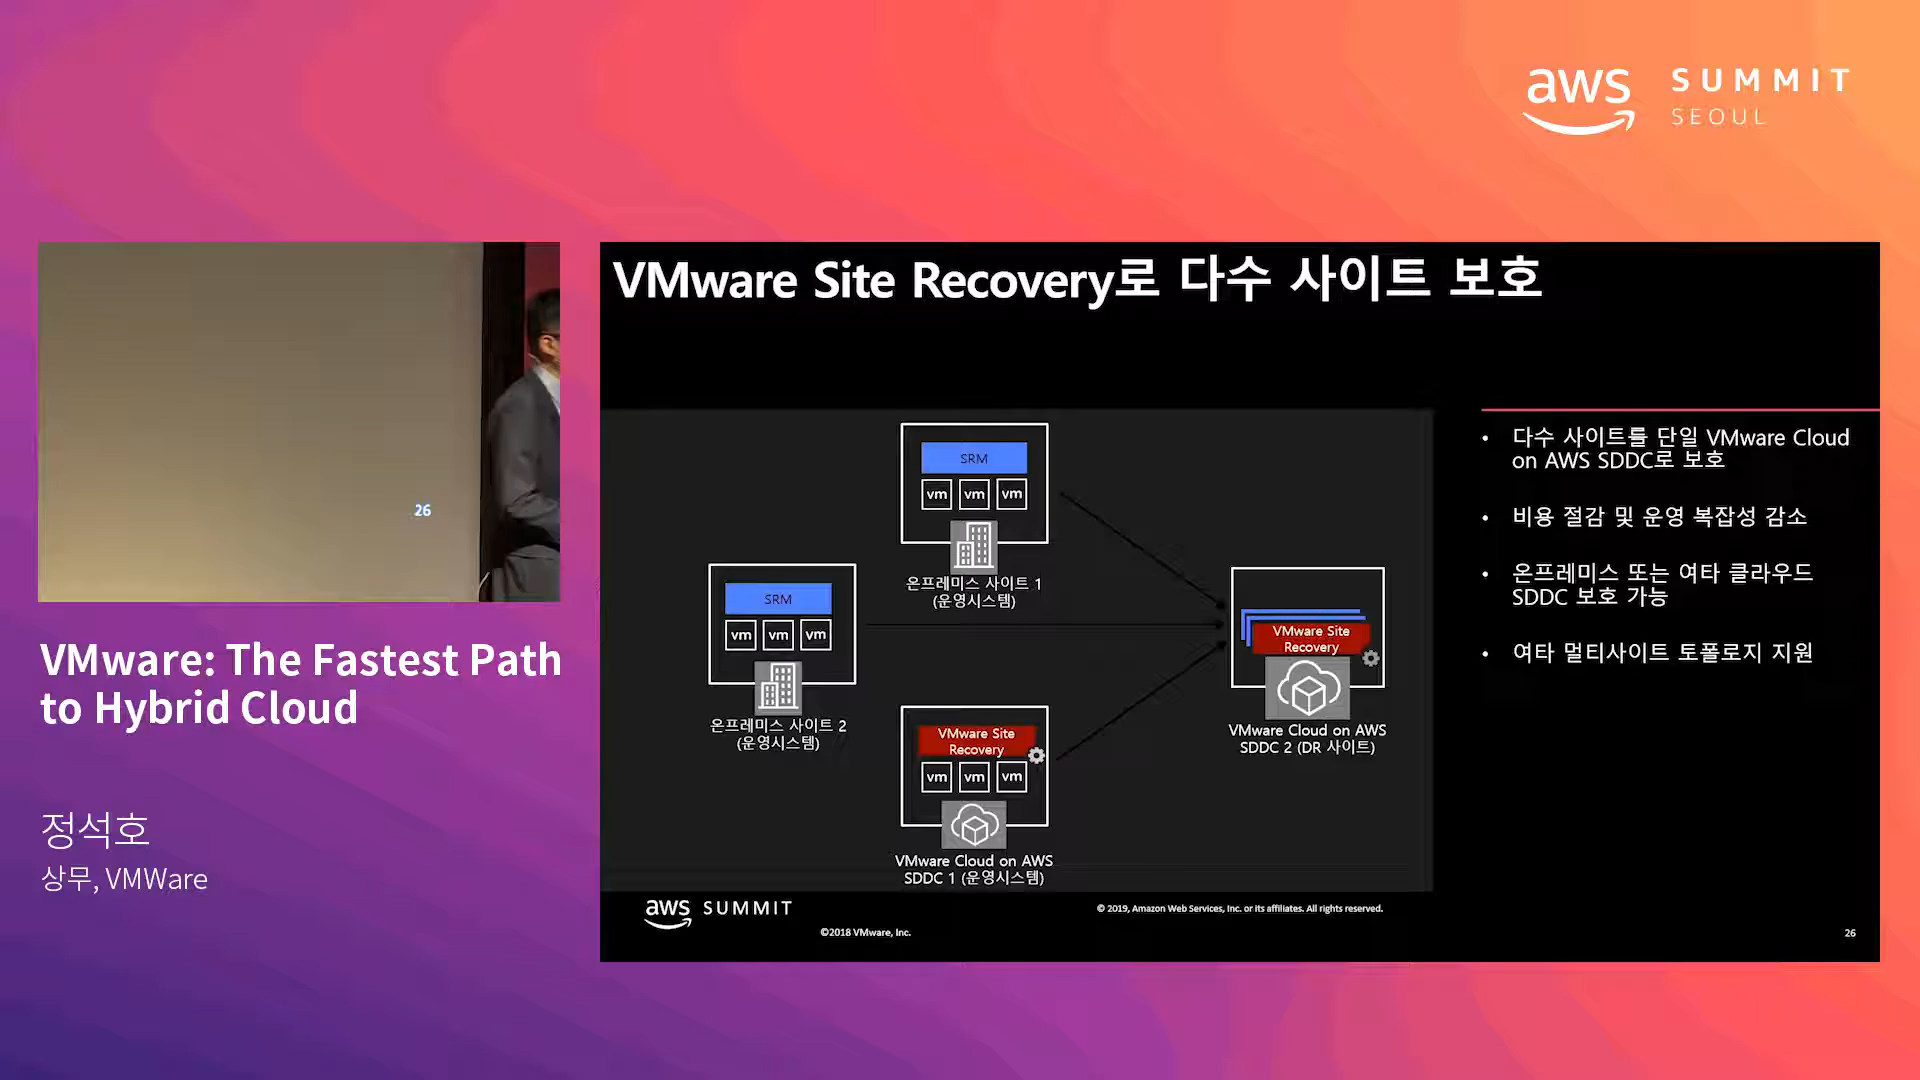 aws SUMMIT
SEOUL
26
VMware: The Fastest Path
to Hybrid Cloud
정석호
상무, VMWare
VMware Site Recovery로 다수 사이트 보호
SRM
vm vm vm
온프레미스 사이트 1
(운영시스템)
SRM
vm vm vm
온프레미스 사이트 2
(운영시스템)
VMware Site
Recovery
vm vm vm
VMware Cloud on AWS
SDDC 1 (운영시스템)
VMware Site
Recovery
VMware Cloud on AWS
SDDC 2 (DR 사이트)
• 다수 사이트를 단일 VMware Cloud
on AWS SDDC로 보호
• 비용 절감 및 운영 복잡성 감소
• 온프레미스 또는 여타 클라우드
SDDC 보호 가능
• 여타 멀티사이트 토폴로지 지원
aws SUMMIT
© 2019, Amazon Web Services, Inc. or its affiliates. All rights reserved.
©2018 VMware, Inc.
26